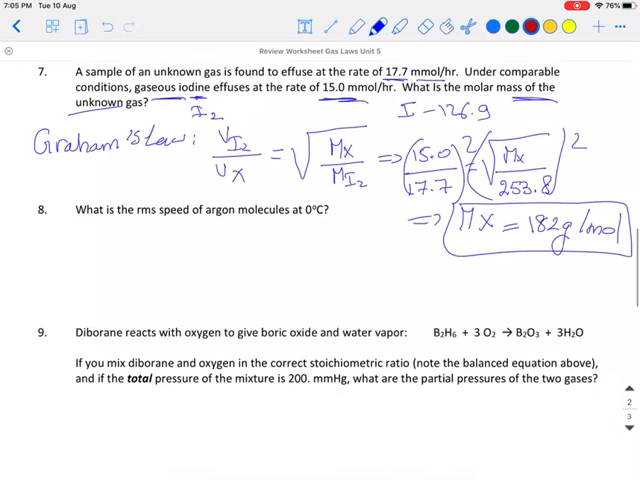 7:05 PM Tue 10 Aug
76%
Review Worksheet Gas Laws Unit 5
7. A sample of an unknown gas is found to effuse at the rate of 17.7 mmol/hr. Under comparable
conditions, gaseous iodine effuses at the rate of 15.0 mmol/hr. What Is the molar mass of the
unknown gas?
I₂
I - 126.9
Graham's Law: V_I₂/V_X = √(Mx/M_I₂) => (15.0/17.7)² = (√(Mx/253.8))²
=> Mx = 182g/mol
8. What is the rms speed of argon molecules at 0°C?
9. Diborane reacts with oxygen to give boric oxide and water vapor: B₂H₆ + 3 O₂ → B₂O₃ + 3H₂O
If you mix diborane and oxygen in the correct stoichiometric ratio (note the balanced equation above),
and if the total pressure of the mixture is 200. mmHg, what are the partial pressures of the two gases?
2
3